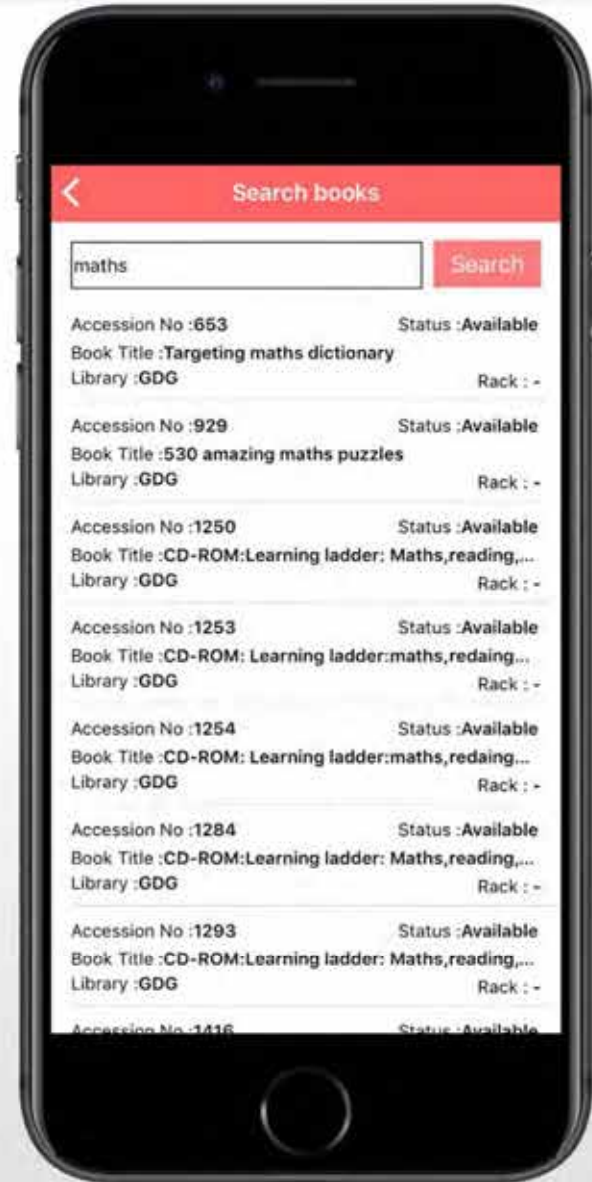 Search books
maths Search
Accession No :653 Status :Available
Book Title :Targeting maths dictionary
Library :GDG Rack : -
Accession No :929 Status :Available
Book Title :530 amazing maths puzzles
Library :GDG Rack : -
Accession No :1250 Status :Available
Book Title :CD-ROM:Learning ladder: Maths,reading,...
Library :GDG Rack : -
Accession No :1253 Status :Available
Book Title :CD-ROM: Learning ladder:maths,redaing...
Library :GDG Rack : -
Accession No :1254 Status :Available
Book Title :CD-ROM: Learning ladder:maths,redaing...
Library :GDG Rack : -
Accession No :1284 Status :Available
Book Title :CD-ROM:Learning ladder: Maths,reading,...
Library :GDG Rack : -
Accession No :1293 Status :Available
Book Title :CD-ROM:Learning ladder: Maths,reading,...
Library :GDG Rack : -
Accession No :1416 Status :Available